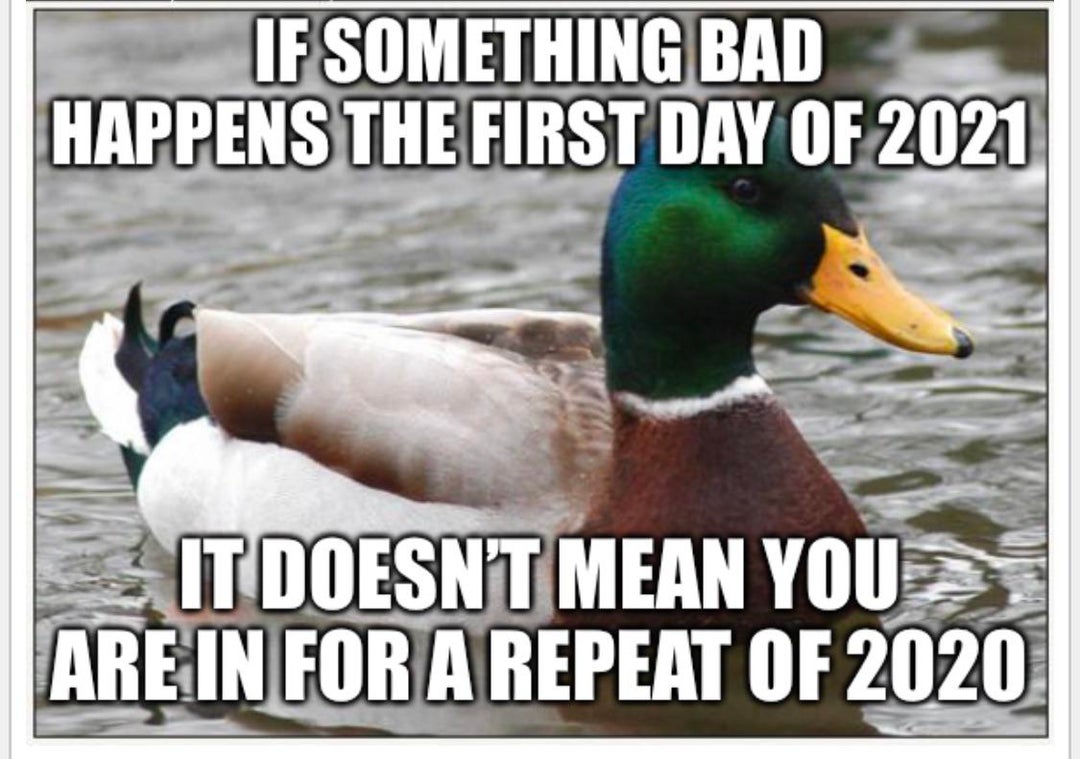 IF SOMETHING BAD
HAPPENS THE FIRST DAY OF 2021
IT DOESN'T MEAN YOU
ARE IN FOR A REPEAT OF 2020